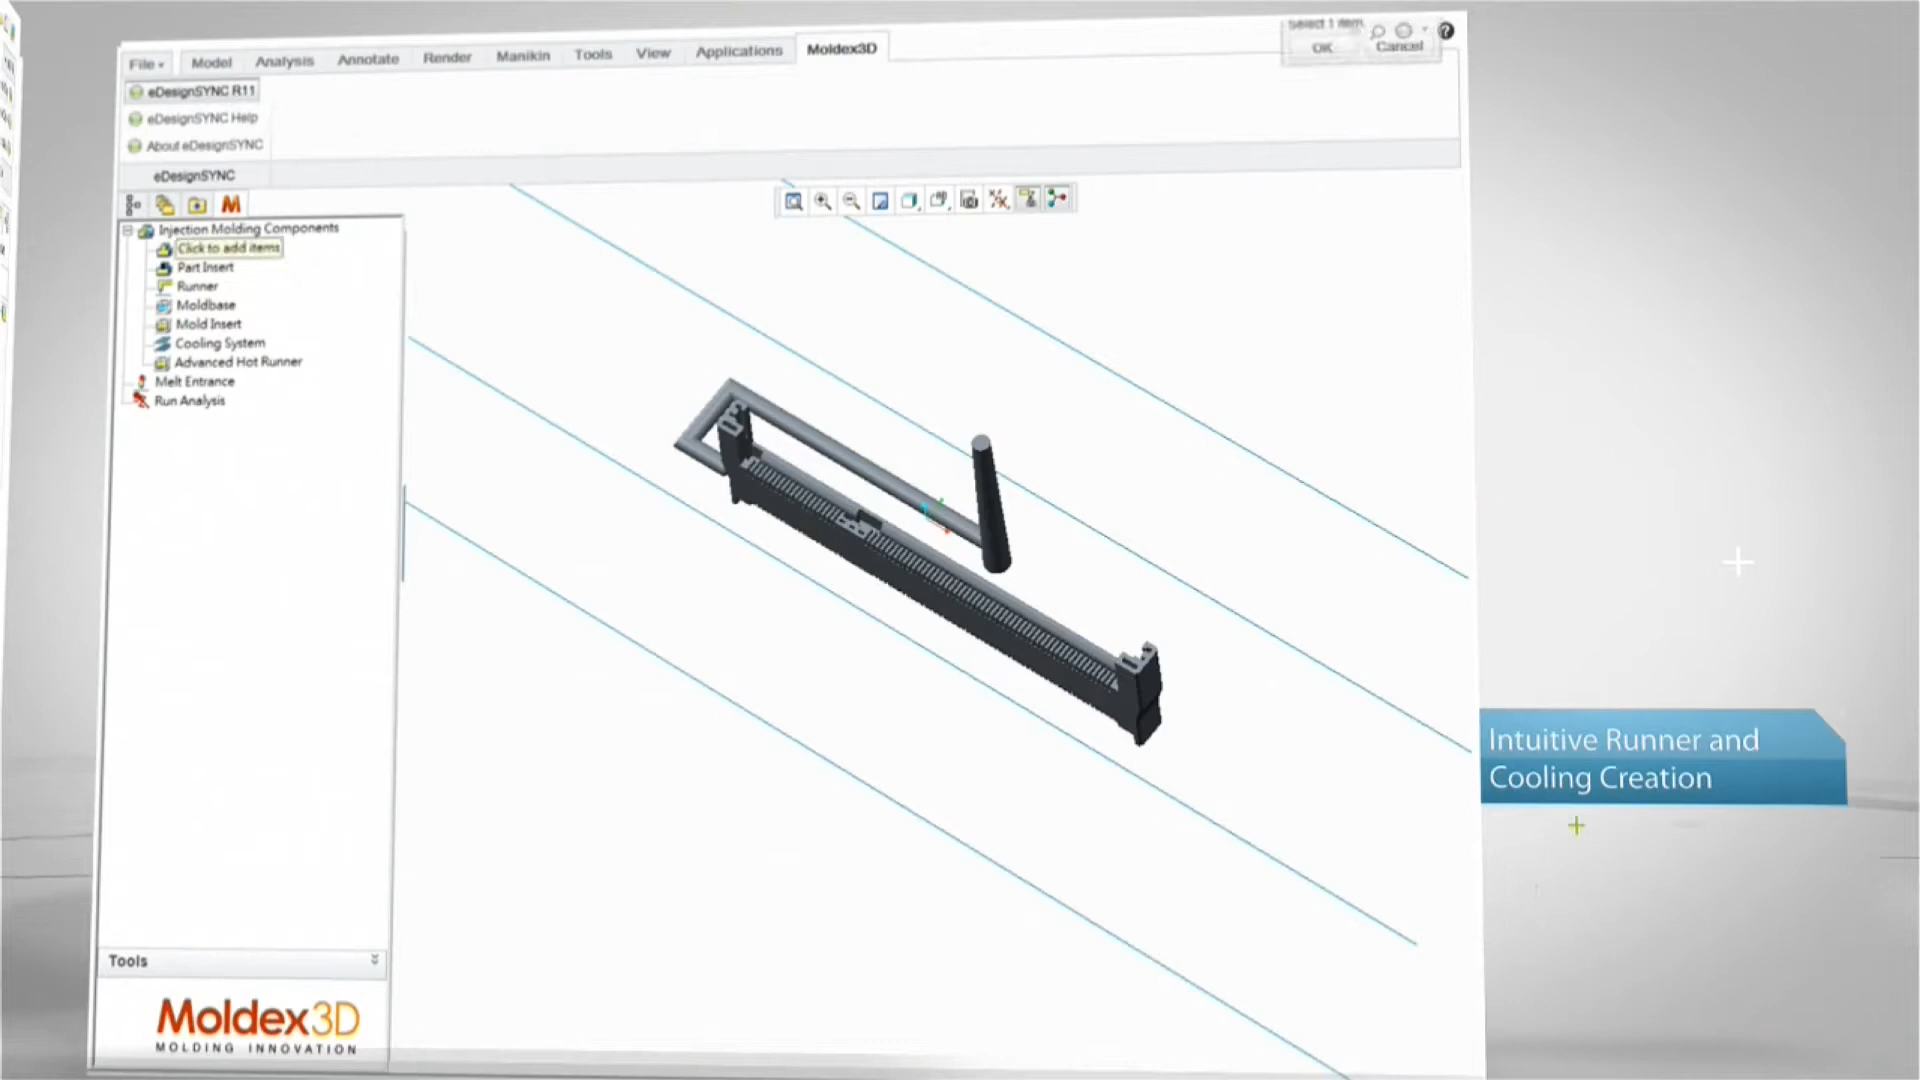 Select 1 item.
OK Cancel
File Model Analysis Annotate Render Manikin Tools View Applications Moldex3D
eDesignSYNC R11
eDesignSYNC Help
About eDesignSYNC
eDesignSYNC
Injection Molding Components
Click to add items
Part Insert
Runner
Moldbase
Mold Insert
Cooling System
Advanced Hot Runner
Melt Entrance
Run Analysis
Intuitive Runner and
Cooling Creation
Tools
Moldex3D
MOLDING INNOVATION